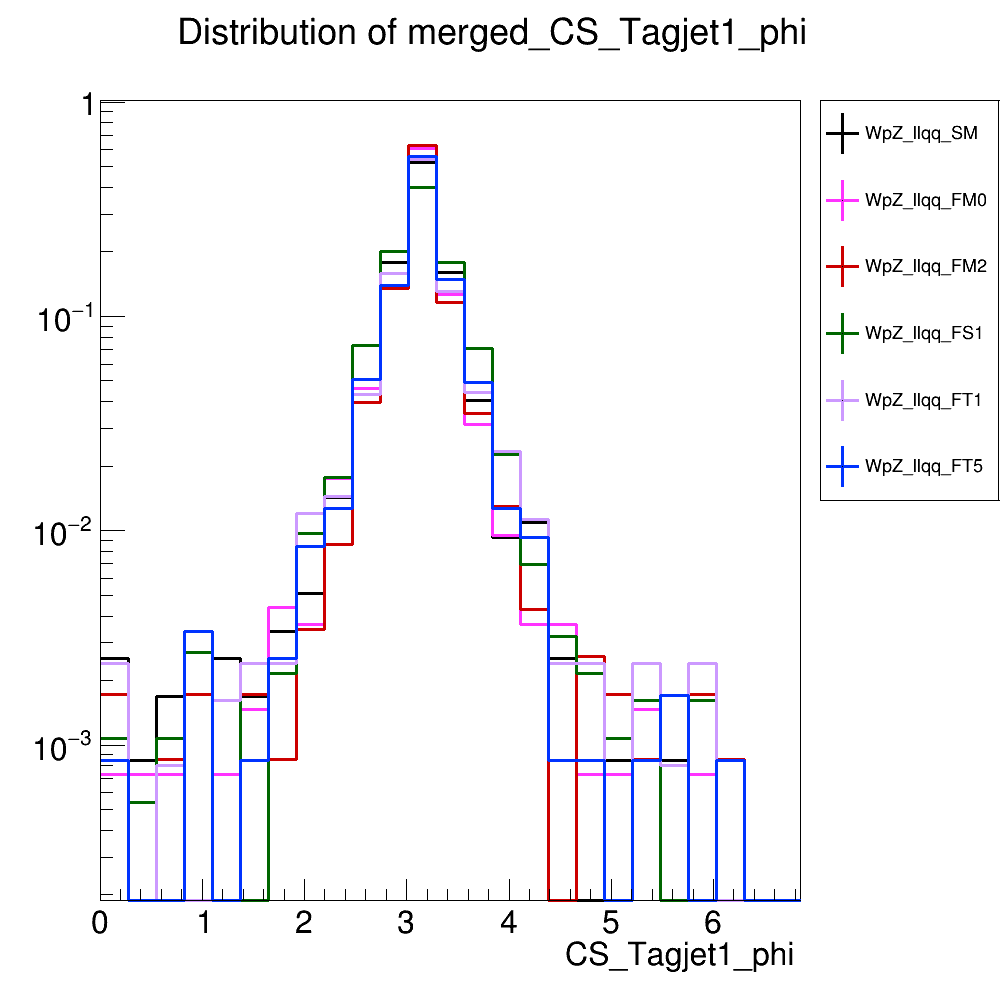 Distribution of merged_CS_Tagjet1_phi
1
10⁻¹
10⁻²
10⁻³
0 1 2 3 4 5 6
CS_Tagjet1_phi
WpZ_llqq_SM
WpZ_llqq_FM0
WpZ_llqq_FM2
WpZ_llqq_FS1
WpZ_llqq_FT1
WpZ_llqq_FT5